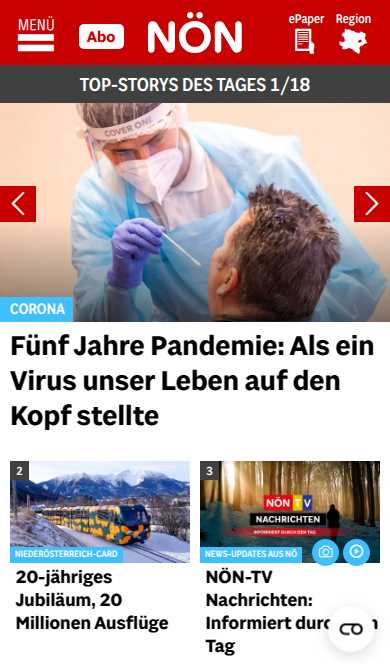 MENÜ
Abo
NÖN
ePaper
Region
TOP-STORYS DES TAGES 1/18
COVER ONE
CORONA
Fünf Jahre Pandemie: Als ein
Virus unser Leben auf den
Kopf stellte
2
NIEDERÖSTERREICH-CARD
20-jähriges
Jubiläum, 20
Millionen Ausflüge
3
NÖN TV
NACHRICHTEN
INFORMIERT DURCH DEN TAG
NEWS-UPDATES AUS NÖ
NÖN-TV
Nachrichten:
Informiert durc
Tag